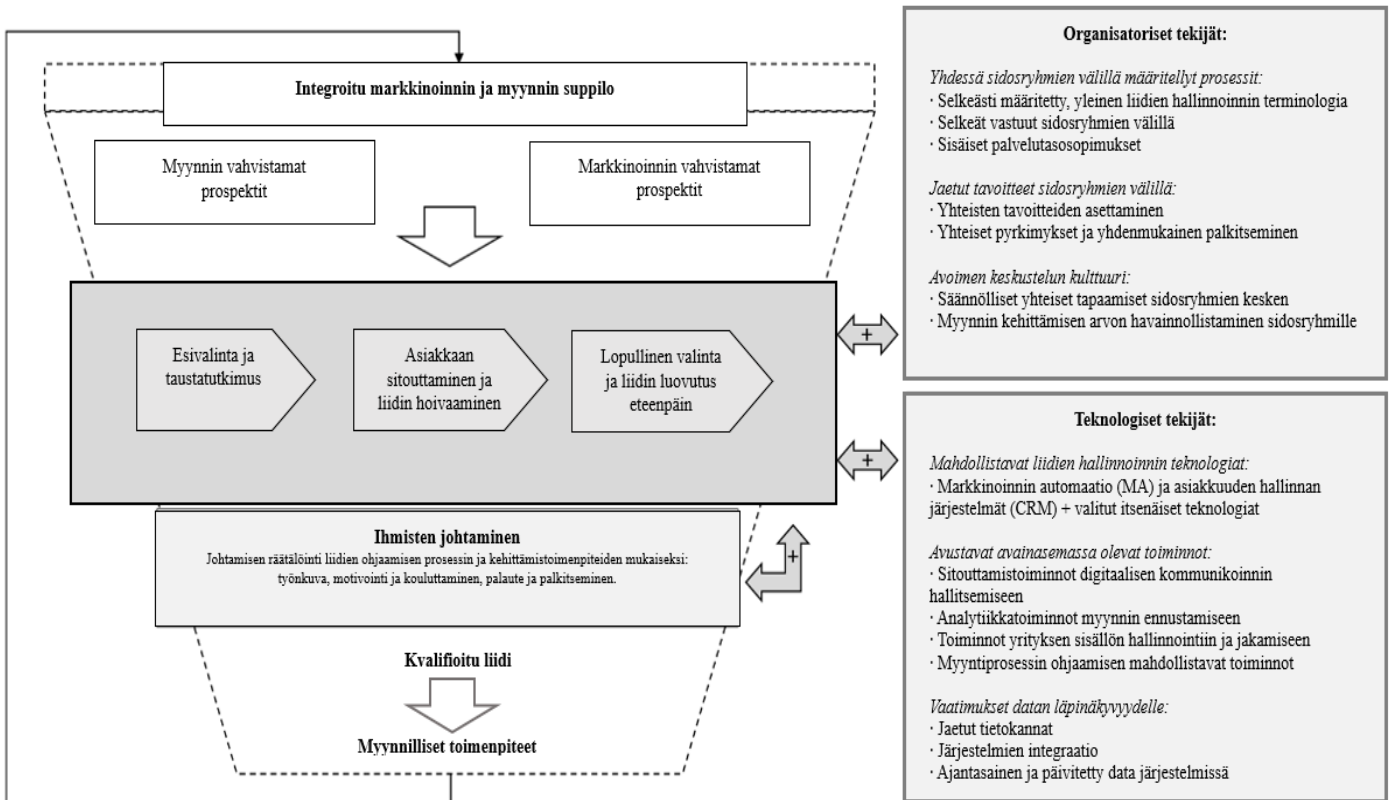 Integroitu markkinoinnin ja myynnin suppilo
Myynnin vahvistamat
prospektit
Markkinoinnin vahvistamat
prospektit
Esivalinta ja
taustatutkimus
Asiakkaan
sitouttaminen ja
liidin hoivaaminen
Lopullinen valinta
ja liidin luovutus
eteenpäin
+
+
Ihmisten johtaminen
Johtamisen räätälöinti liidien ohjaamisen prosessin ja kehittämistoimenpiteiden mukaiseksi:
työnkuva, motivointi ja kouluttaminen, palaute ja palkitseminen.
+
Kvalifioitu liidi
Myynnilliset toimenpiteet
Organisatoriset tekijät:
Yhdessä sidosryhmien välillä määritellyt prosessit:
· Selkeästi määritetty, yleinen liidien hallinnoinnin terminologia
· Selkeät vastuut sidosryhmien välillä
· Sisäiset palvelutasosopimukset
Jaetut tavoitteet sidosryhmien välillä:
· Yhteisten tavoitteiden asettaminen
· Yhteiset pyrkimykset ja yhdenmukainen palkitseminen
Avoimen keskustelun kulttuuri:
· Säännölliset yhteiset tapaamiset sidosryhmien kesken
· Myynnin kehittämisen arvon havainnollistaminen sidosryhmille
Teknologiset tekijät:
Mahdollistavat liidien hallinnoinnin teknologiat:
· Markkinoinnin automaatio (MA) ja asiakkuuden hallinnan
järjestelmät (CRM) + valitut itsenäiset teknologiat
Avustavat avainasemassa olevat toiminnot:
· Sitouttamistoiminnot digitaalisen kommunikoinnin
hallitsemiseen
· Analytiikkatoiminnot myynnin ennustamiseen
· Toiminnot yrityksen sisällön hallinnointiin ja jakamiseen
· Myyntiprosessin ohjaamisen mahdollistavat toiminnot
Vaatimukset datan läpinäkyvyydelle:
· Jaetut tietokannat
· Järjestelmien integraatio
· Ajantasainen ja päivitetty data järjestelmissä